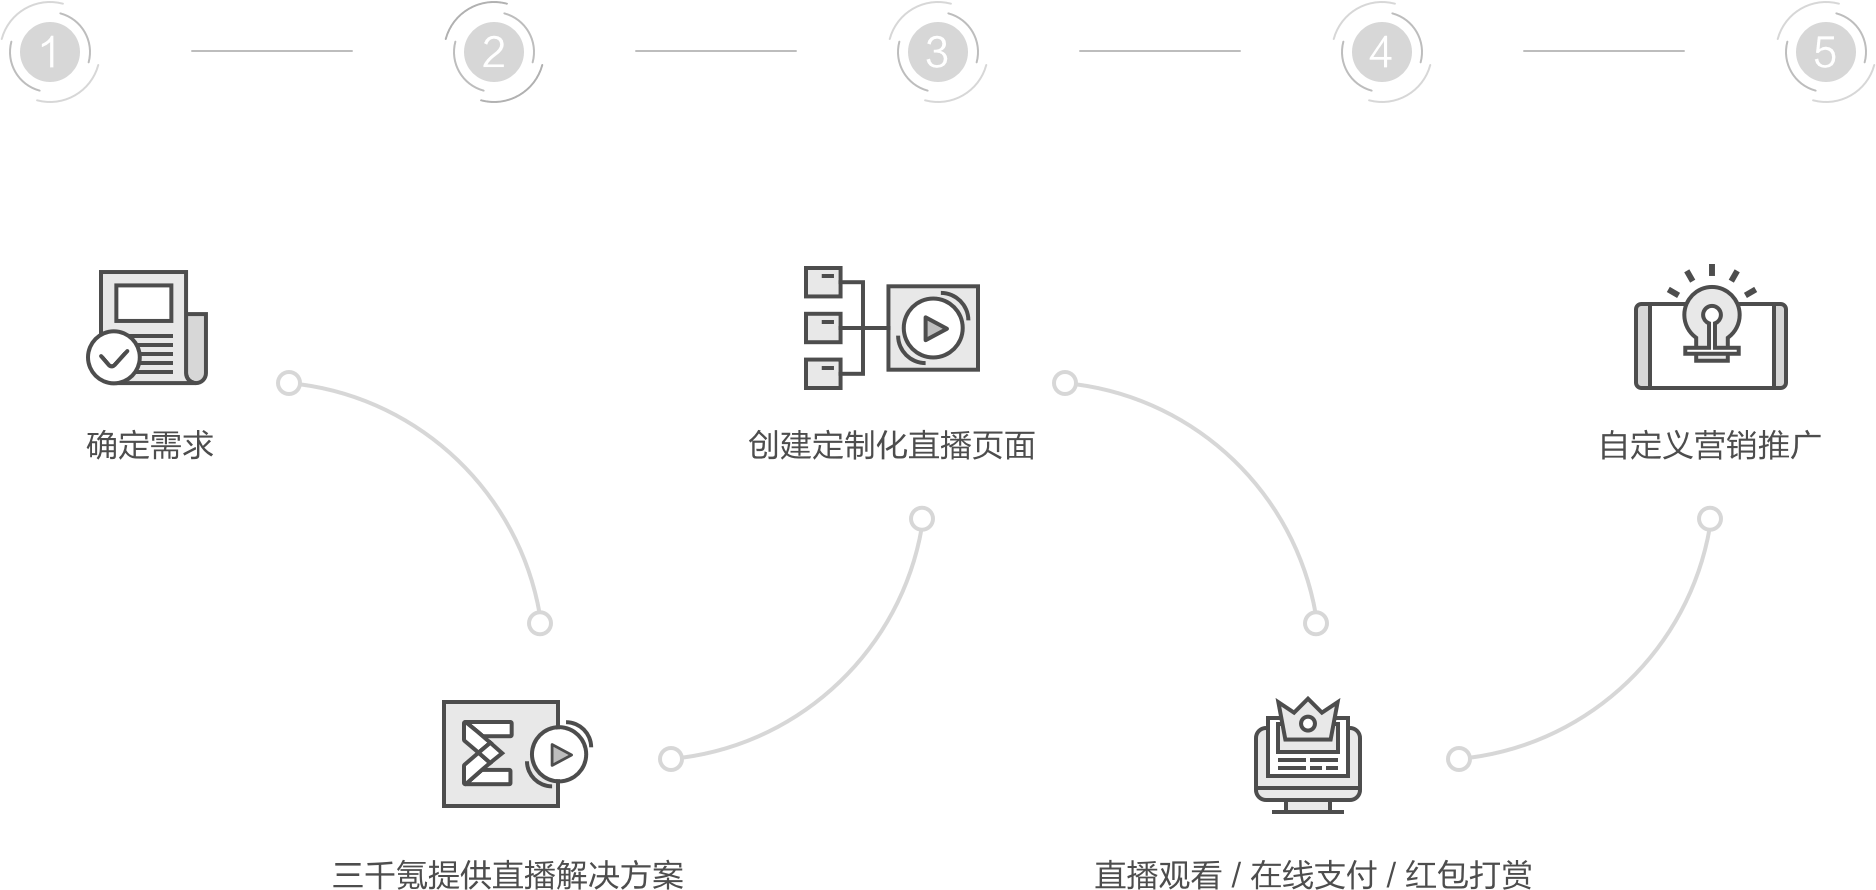 1
2
3
4
5
确定需求
创建定制化直播页面
自定义营销推广
三千氪提供直播解决方案
直播观看 / 在线支付 / 红包打赏